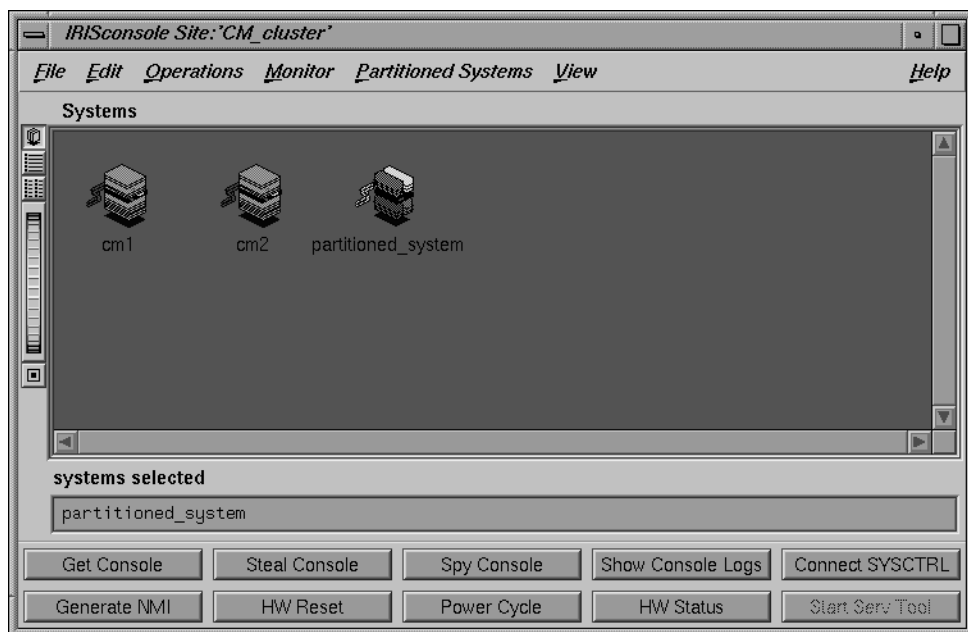 IRISconsole Site:'CM_cluster'
File Edit Operations Monitor Partitioned Systems View Help
Systems
cm1 cm2 partitioned_system
systems selected
partitioned_system
Get Console Steal Console Spy Console Show Console Logs Connect SYSCTRL
Generate NMI HW Reset Power Cycle HW Status Start Serv Tool